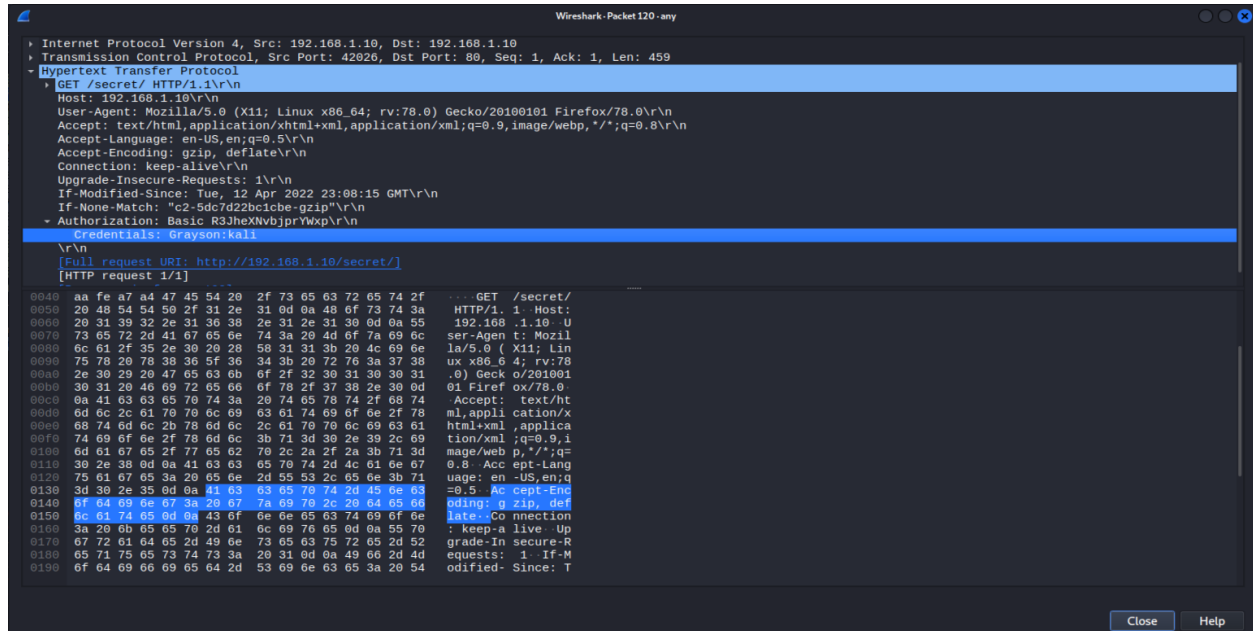 Wireshark·Packet 120·any
Internet Protocol Version 4, Src: 192.168.1.10, Dst: 192.168.1.10
Transmission Control Protocol, Src Port: 42026, Dst Port: 80, Seq: 1, Ack: 1, Len: 459
Hypertext Transfer Protocol
GET /secret/ HTTP/1.1\r\n
Host: 192.168.1.10\r\n
User-Agent: Mozilla/5.0 (X11; Linux x86_64; rv:78.0) Gecko/20100101 Firefox/78.0\r\n
Accept: text/html,application/xhtml+xml,application/xml;q=0.9,image/webp,*/*;q=0.8\r\n
Accept-Language: en-US,en;q=0.5\r\n
Accept-Encoding: gzip, deflate\r\n
Connection: keep-alive\r\n
Upgrade-Insecure-Requests: 1\r\n
If-Modified-Since: Tue, 12 Apr 2022 23:08:15 GMT\r\n
If-None-Match: "c2-5dc7d22bc1cbe-gzip"\r\n
Authorization: Basic R3JheXNvbjprYWxp\r\n
Credentials: Grayson:kali
\r\n
[Full request URI: http://192.168.1.10/secret/]
[HTTP request 1/1]
0040 aa fe a7 a4 47 45 54 20 2f 73 65 63 72 65 74 2f ····GET /secret/
0050 20 48 54 54 50 2f 31 2e 31 0d 0a 48 6f 73 74 3a HTTP/1. 1··Host:
0060 20 31 39 32 2e 31 36 38 2e 31 2e 31 30 0d 0a 55 192.168 .1.10··U
0070 73 65 72 2d 41 67 65 6e 74 3a 20 4d 6f 7a 69 6c ser-Agen t: Mozil
0080 6c 61 2f 35 2e 30 20 28 58 31 31 3b 20 4c 69 6e la/5.0 ( X11; Lin
0090 75 78 20 78 38 36 5f 36 34 3b 20 72 76 3a 37 38 ux x86_6 4; rv:78
00a0 2e 30 29 20 47 65 63 6b 6f 2f 32 30 31 30 30 31 .0) Geck o/201001
00b0 30 31 20 46 69 72 65 66 6f 78 2f 37 38 2e 30 0d 01 Firef ox/78.0·
00c0 0a 41 63 63 65 70 74 3a 20 74 65 78 74 2f 68 74 ·Accept: text/ht
00d0 6d 6c 2c 61 70 70 6c 69 63 61 74 69 6f 6e 2f 78 ml,appli cation/x
00e0 68 74 6d 6c 2b 78 6d 6c 2c 61 70 70 6c 69 63 61 html+xml ,applica
00f0 74 69 6f 6e 2f 78 6d 6c 3b 71 3d 30 2e 39 2c 69 tion/xml ;q=0.9,i
0100 6d 61 67 65 2f 77 65 62 70 2c 2a 2f 2a 3b 71 3d mage/web p,*/*;q=
0110 30 2e 38 0d 0a 41 63 63 65 70 74 2d 4c 61 6e 67 0.8··Acc ept-Lang
0120 75 61 67 65 3a 20 65 6e 2d 55 53 2c 65 6e 3b 71 uage: en -US,en;q
0130 3d 30 2e 35 0d 0a 41 63 63 65 70 74 2d 45 6e 63 =0.5··Ac cept-Enc
0140 6f 64 69 6e 67 3a 20 67 7a 69 70 2c 20 64 65 66 oding: g zip, def
0150 6c 61 74 65 0d 0a 43 6f 6e 6e 65 63 74 69 6f 6e late··Co nnection
0160 3a 20 6b 65 65 70 2d 61 6c 69 76 65 0d 0a 55 70 : keep-a live··Up
0170 67 72 61 64 65 2d 49 6e 73 65 63 75 72 65 2d 52 grade-In secure-R
0180 65 71 75 65 73 74 73 3a 20 31 0d 0a 49 66 2d 4d equests: 1··If-M
0190 6f 64 69 66 69 65 64 2d 53 69 6e 63 65 3a 20 54 odified- Since: T
Close Help